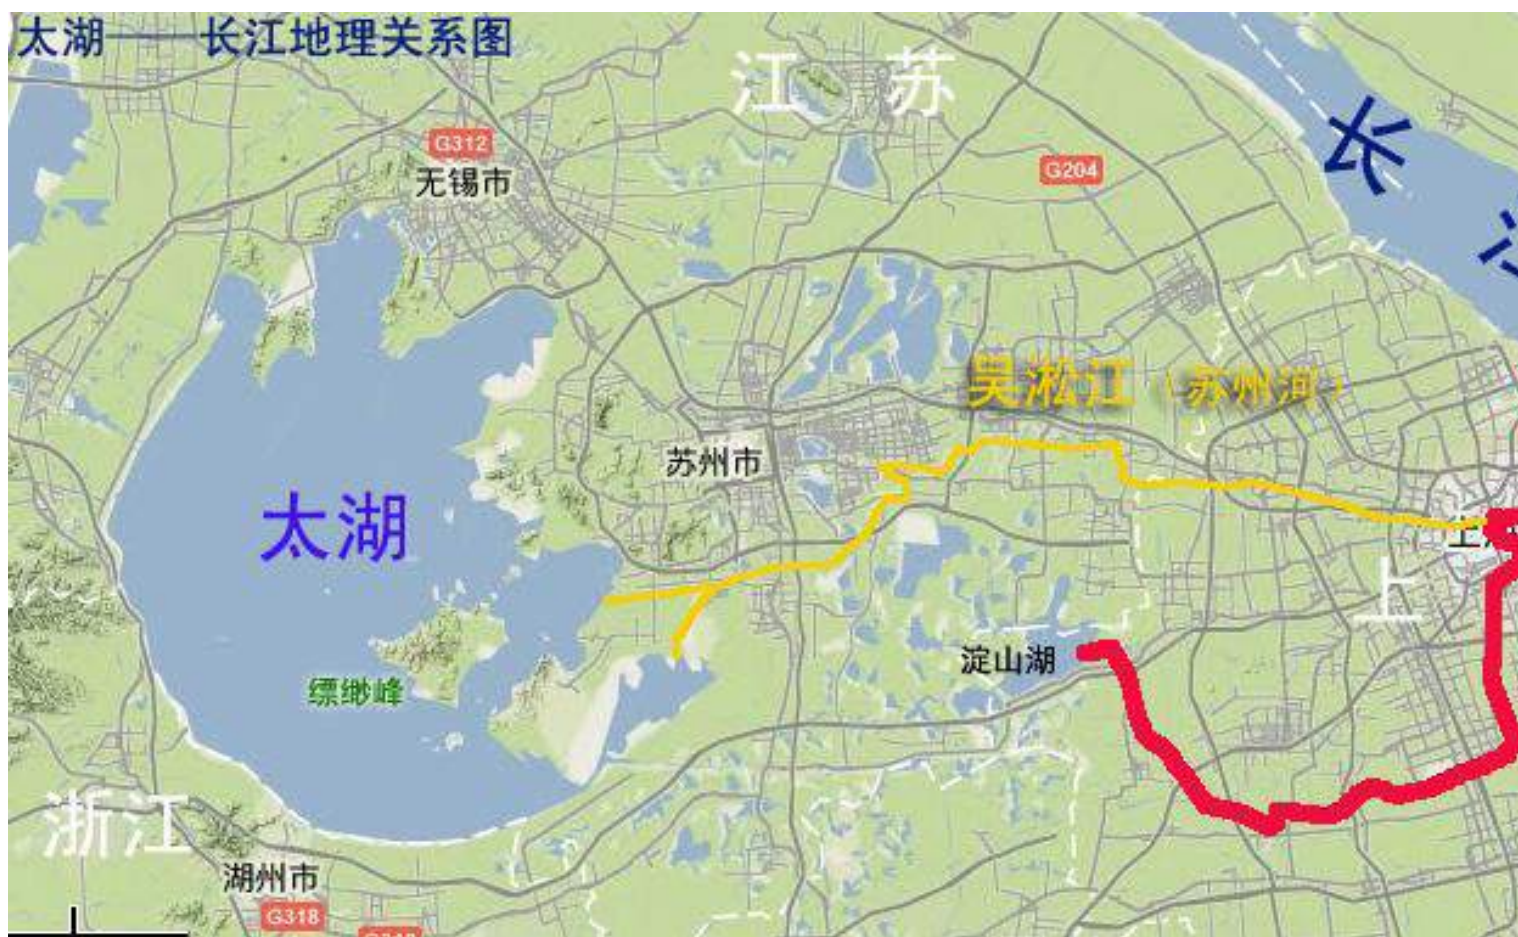 太湖——长江地理关系图
江 苏
长
G312
无锡市
G204
吴淞江（苏州河）
苏州市
太湖
上
淀山湖
缥缈峰
浙江
湖州市
G318